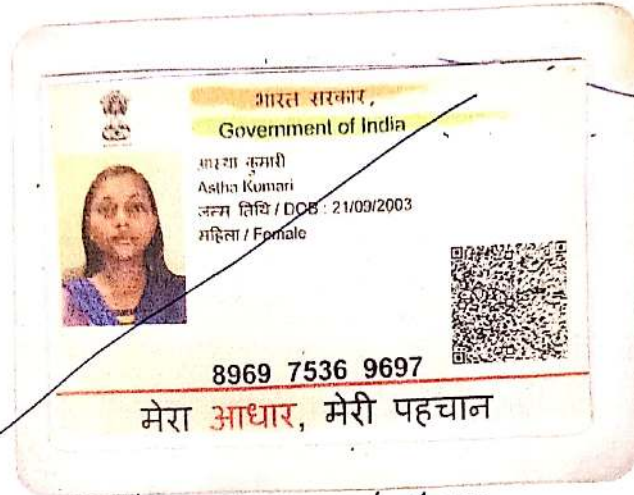 भारत सरकार
Government of India
आस्था कुमारी
Astha Kumari
जन्म तिथि / DOB : 21/09/2003
महिला / Female
8969 7536 9697
मेरा आधार, मेरी पहचान